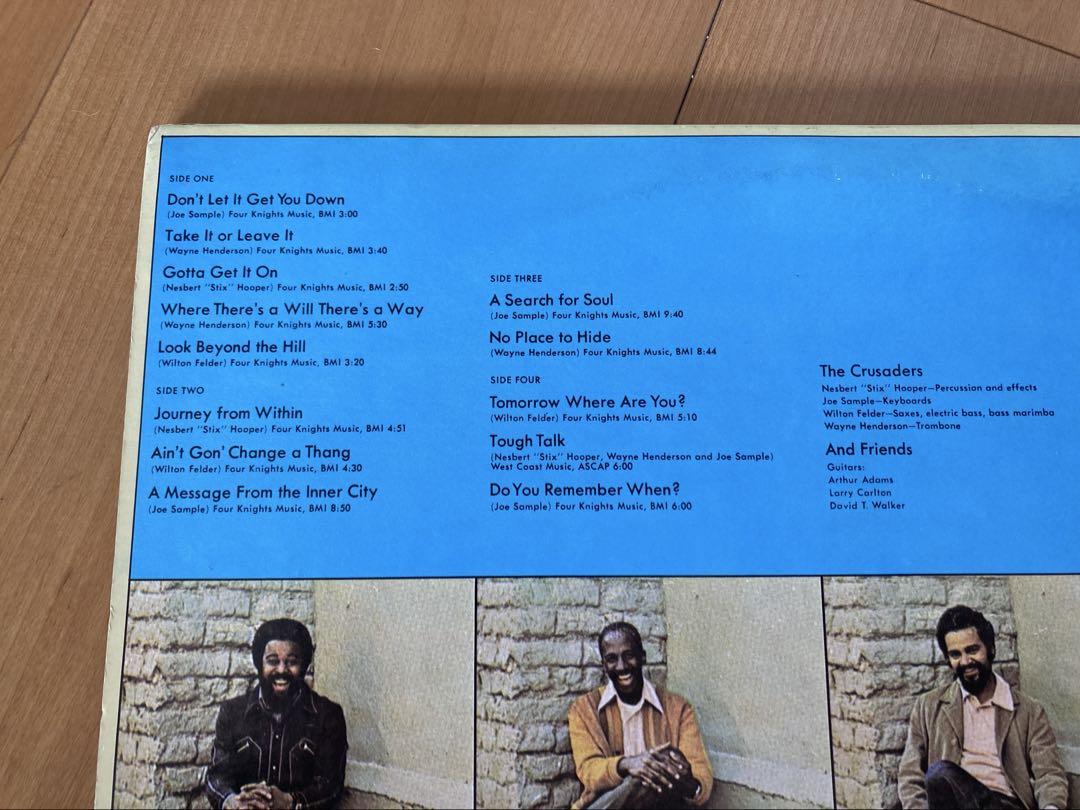 SIDE ONE
Don't Let It Get You Down
(Joe Sample) Four Knights Music, BMI 3:00
Take It or Leave It
(Wayne Henderson) Four Knights Music, BMI 3:40
Gotta Get It On
(Nesbert "Stix" Hooper) Four Knights Music, BMI 2:50
Where There's a Will There's a Way
(Wayne Henderson) Four Knights Music, BMI 5:30
Look Beyond the Hill
(Wilton Felder) Four Knights Music, BMI 3:20
SIDE TWO
Journey from Within
(Nesbert "Stix" Hooper) Four Knights Music, BMI 4:51
Ain't Gon' Change a Thang
(Wilton Felder) Four Knights Music, BMI 4:30
A Message From the Inner City
(Joe Sample) Four Knights Music, BMI 8:50
SIDE THREE
A Search for Soul
(Joe Sample) Four Knights Music, BMI 9:40
No Place to Hide
(Wayne Henderson) Four Knights Music, BMI 8:44
SIDE FOUR
Tomorrow Where Are You?
(Wilton Felder) Four Knights Music, BMI 5:10
Tough Talk
(Nesbert "Stix" Hooper, Wayne Henderson and Joe Sample)
West Coast Music, ASCAP 6:00
Do You Remember When?
(Joe Sample) Four Knights Music, BMI 6:00
The Crusaders
Nesbert "Stix" Hooper—Percussion and effects
Joe Sample—Keyboards
Wilton Felder—Saxes, electric bass, bass marimba
Wayne Henderson—Trombone
And Friends
Guitars:
Arthur Adams
Larry Carlton
David T. Walker